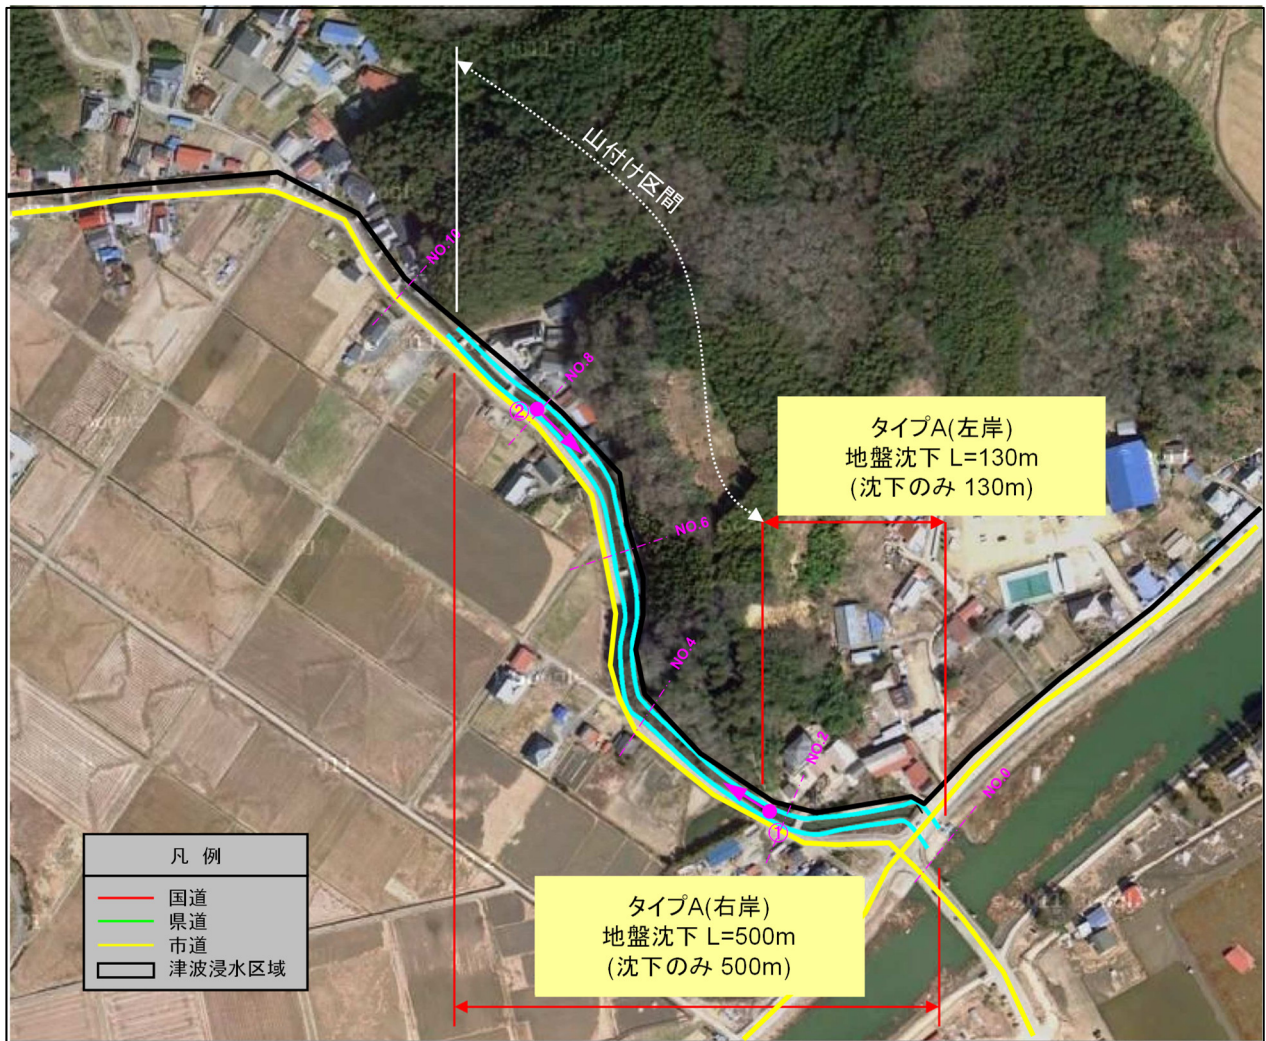 山付け区間
NO.10
NO.8
②
タイプA(左岸)
地盤沈下 L=130m
(沈下のみ 130m)
NO.6
NO.4
NO.2
NO.0
①
凡 例
国道
県道
市道
津波浸水区域
タイプA(右岸)
地盤沈下 L=500m
(沈下のみ 500m)